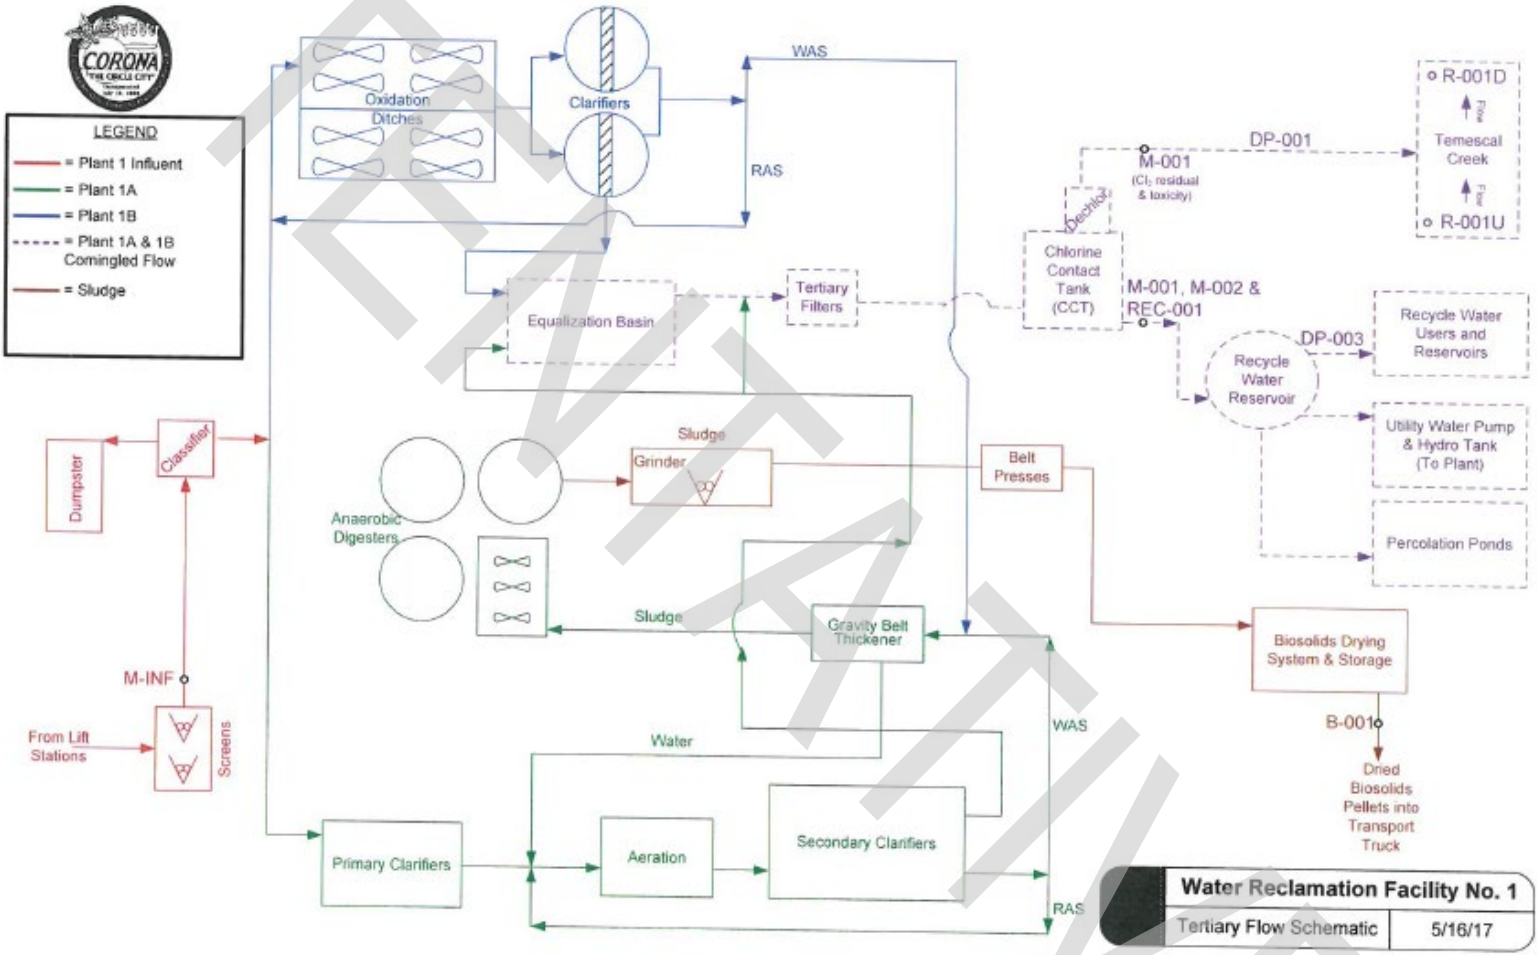 CORONA
"THE CIRCLE CITY"
LEGEND
= Plant 1 Influent
= Plant 1A
= Plant 1B
= Plant 1A & 1B
Comingled Flow
= Sludge
Oxidation
Ditches
Clarifiers
WAS
RAS
R-001D
Flow
Temescal
Creek
Flow
R-001U
DP-001
M-001
(Cl₂ residual
& toxicity)
Dechlor
Chlorine
Contact
Tank
(CCT)
M-001, M-002 &
REC-001
Tertiary
Filters
Equalization Basin
Recycle
Water
Reservoir
DP-003
Recycle Water
Users and
Reservoirs
Utility Water Pump
& Hydro Tank
(To Plant)
Percolation Ponds
Dumpster
Classifier
Sludge
Grinder
Belt
Presses
Anaerobic
Digesters
Sludge
Gravity Belt
Thickener
Biosolids Drying
System & Storage
M-INF
From Lift
Stations
Screens
Water
WAS
B-001
Dried
Biosolids
Pellets into
Transport
Truck
Primary Clarifiers
Aeration
Secondary Clarifiers
RAS
Water Reclamation Facility No. 1
Tertiary Flow Schematic
5/16/17
TENTATIV